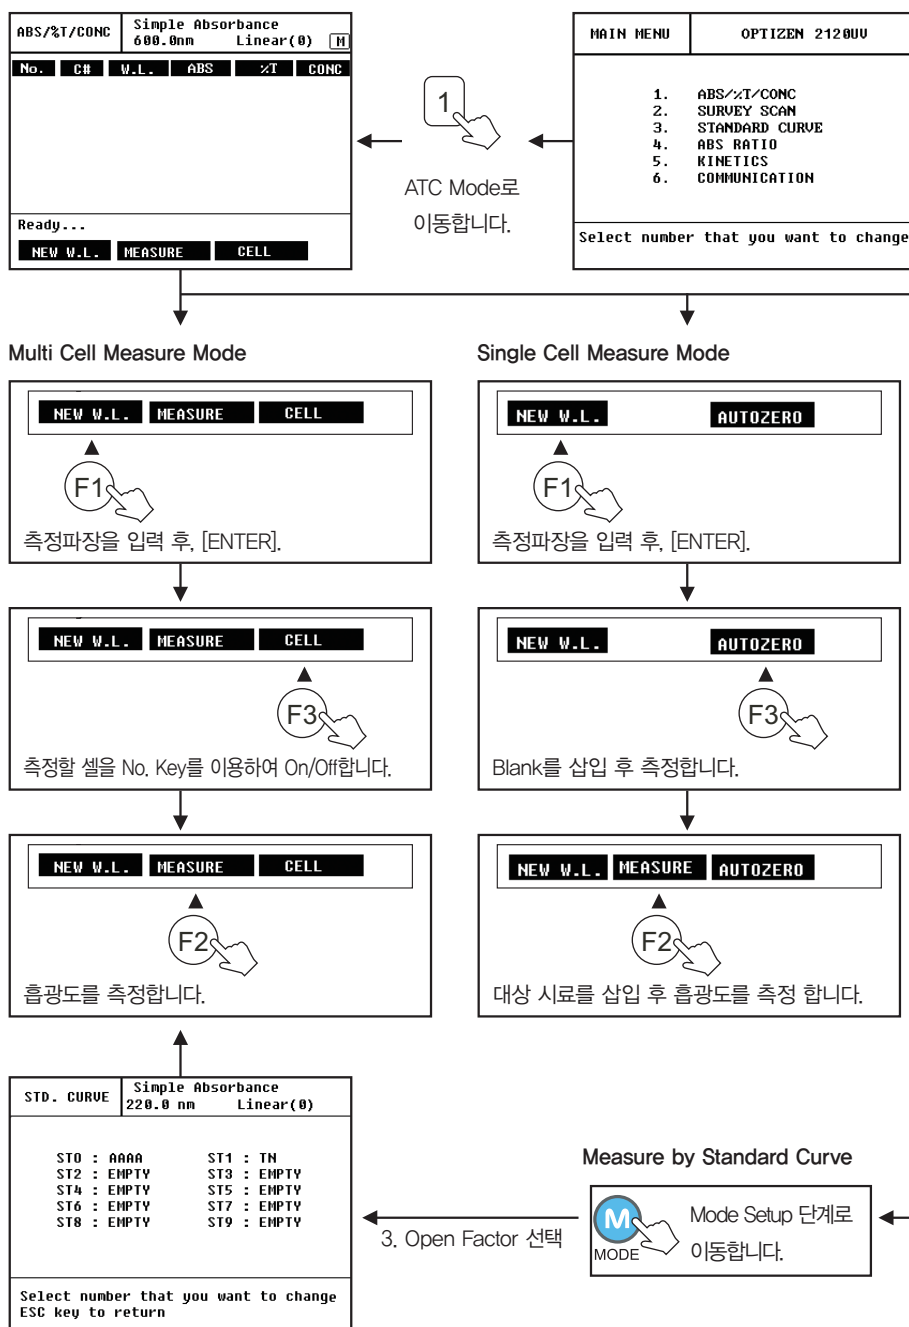 ABS/%T/CONC
Simple Absorbance
600.0nm Linear(0) M
No. C# W.L. ABS %T CONC
Ready...
NEW W.L. MEASURE CELL
1
ATC Mode로
이동합니다.
MAIN MENU OPTIZEN 2120UV
1. ABS/%T/CONC
2. SURVEY SCAN
3. STANDARD CURVE
4. ABS RATIO
5. KINETICS
6. COMMUNICATION
Select number that you want to change
Multi Cell Measure Mode
NEW W.L. MEASURE CELL
F1
측정파장을 입력 후, [ENTER].
NEW W.L. MEASURE CELL
F3
측정할 셀을 No. Key를 이용하여 On/Off합니다.
NEW W.L. MEASURE CELL
F2
흡광도를 측정합니다.
Single Cell Measure Mode
NEW W.L. AUTOZERO
F1
측정파장을 입력 후, [ENTER].
NEW W.L. AUTOZERO
F3
Blank를 삽입 후 측정합니다.
NEW W.L. MEASURE AUTOZERO
F2
대상 시료를 삽입 후 흡광도를 측정 합니다.
STD. CURVE
Simple Absorbance
220.0 nm Linear(0)
ST0 : AAAA ST1 : TN
ST2 : EMPTY ST3 : EMPTY
ST4 : EMPTY ST5 : EMPTY
ST6 : EMPTY ST7 : EMPTY
ST8 : EMPTY ST9 : EMPTY
Select number that you want to change
ESC key to return
3. Open Factor 선택
Measure by Standard Curve
M
MODE
Mode Setup 단계로
이동합니다.